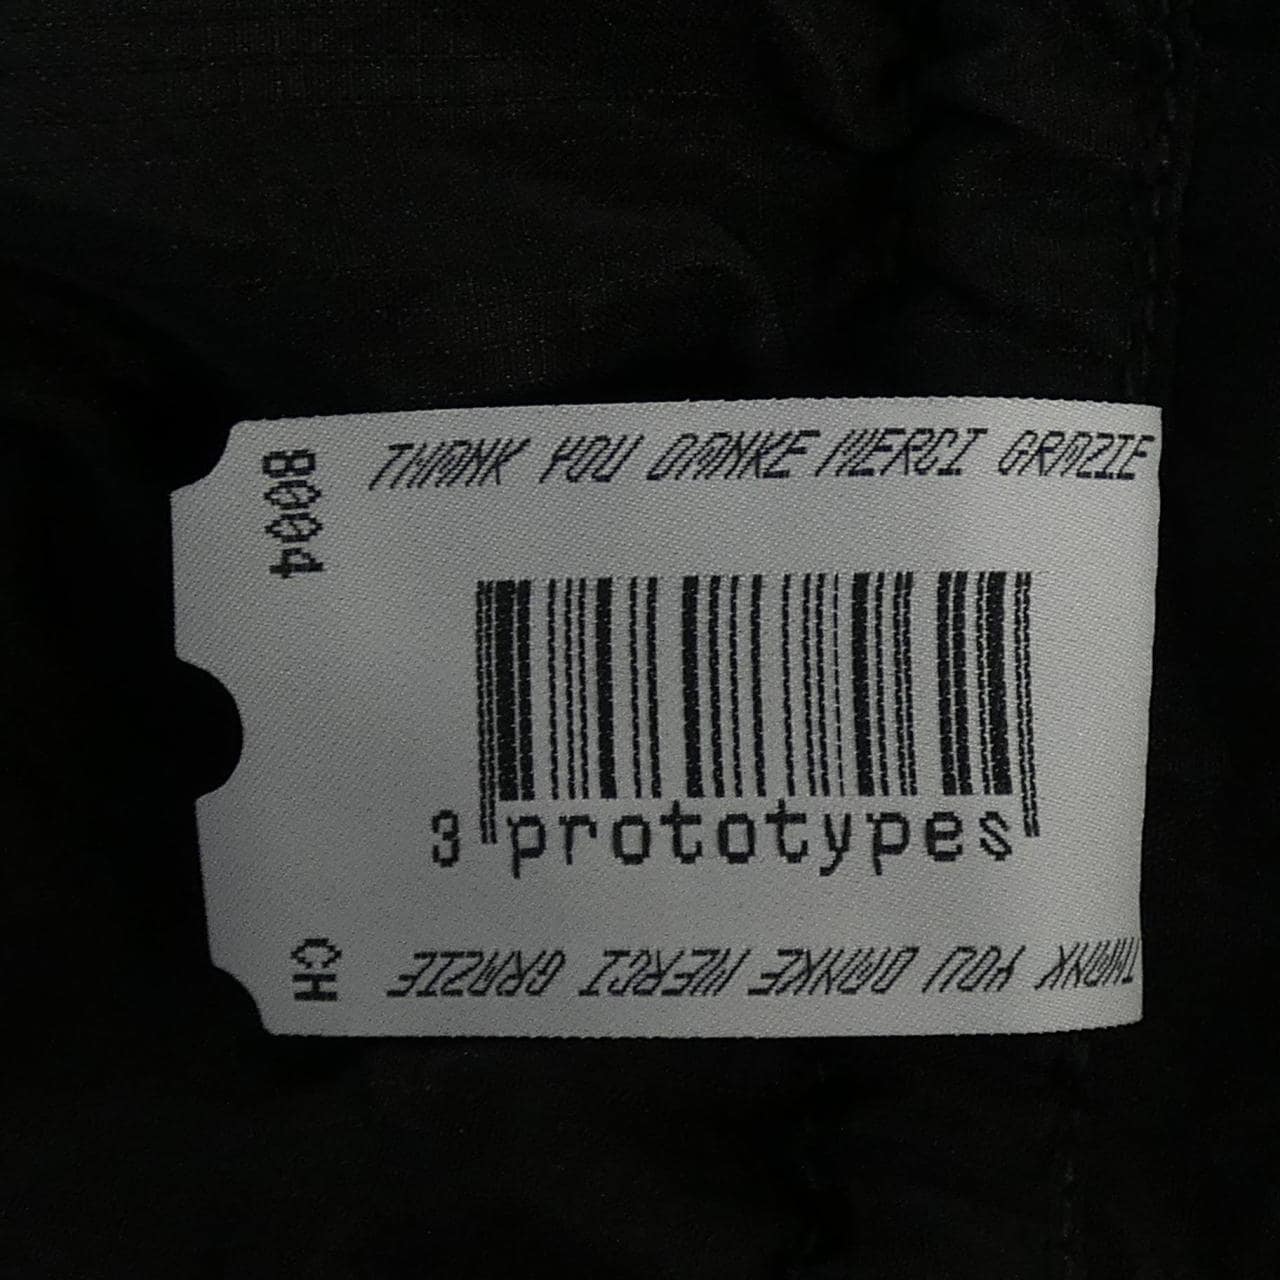 THANK YOU DANKE MERCI GRAZIE
8004
3 prototypes
CH
THANK YOU DANKE MERCI GRAZIE